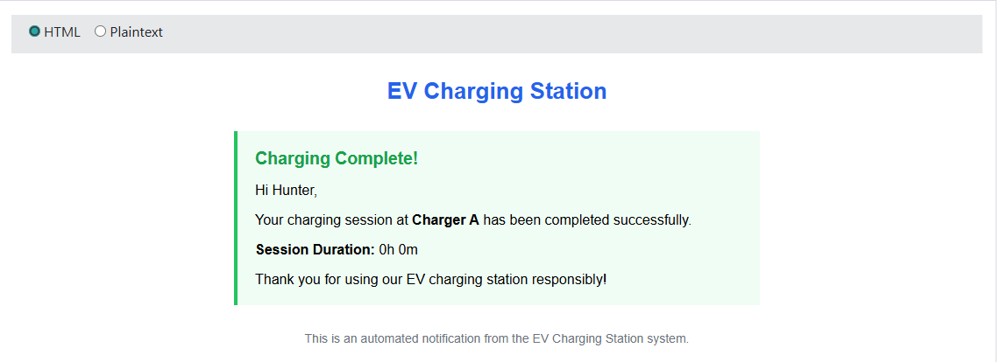 HTML Plaintext
EV Charging Station
Charging Complete!
Hi Hunter,
Your charging session at Charger A has been completed successfully.
Session Duration: 0h 0m
Thank you for using our EV charging station responsibly!
This is an automated notification from the EV Charging Station system.